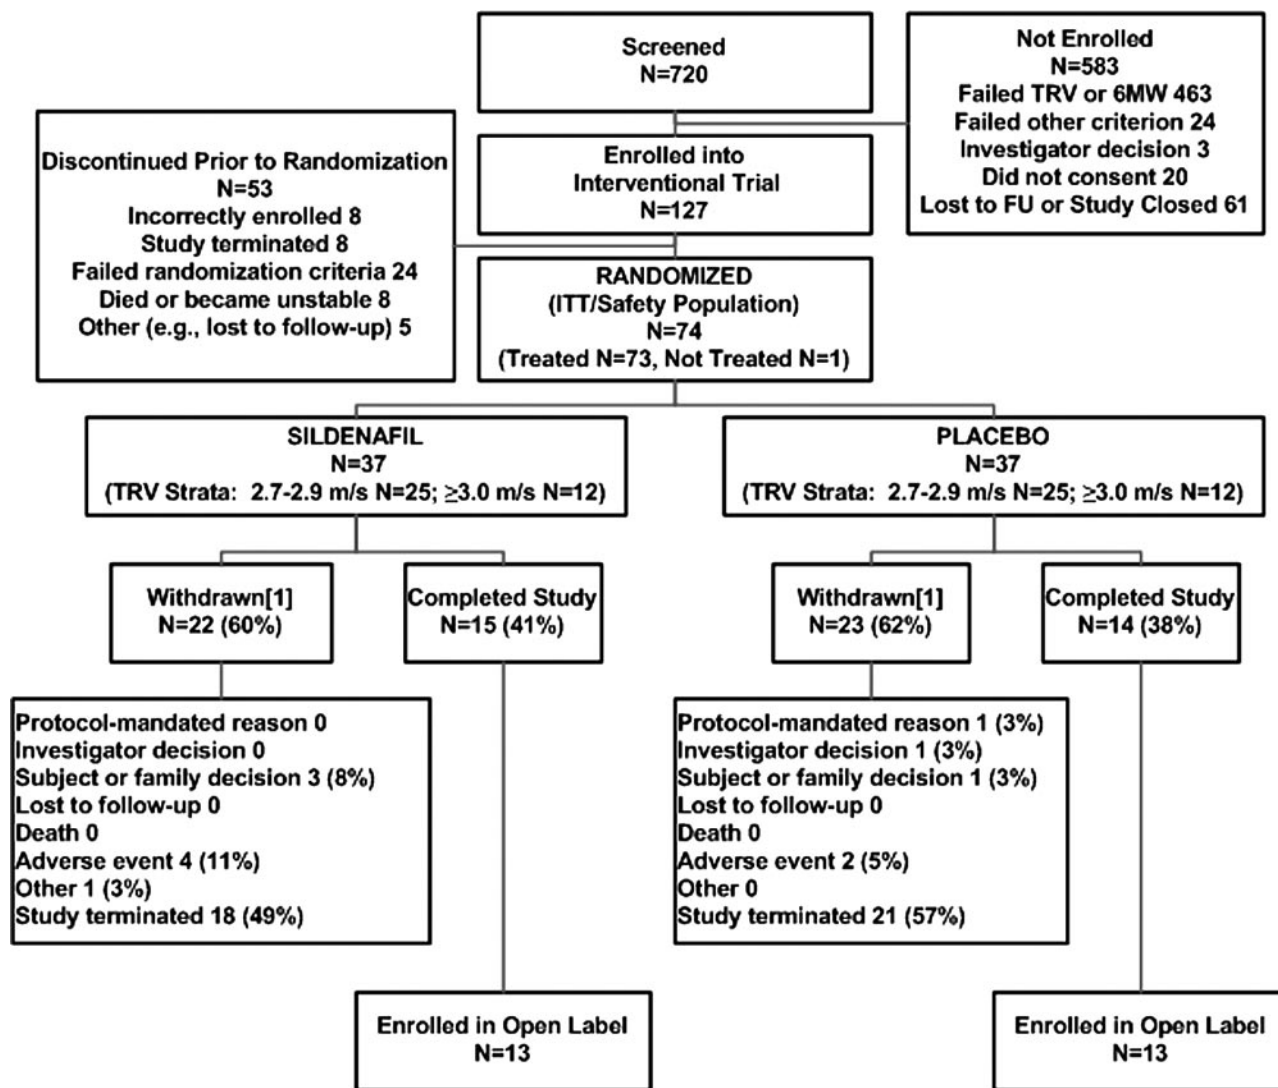 Screened
N=720
Not Enrolled
N=583
Failed TRV or 6MW 463
Failed other criterion 24
Investigator decision 3
Did not consent 20
Lost to FU or Study Closed 61
Discontinued Prior to Randomization
N=53
Incorrectly enrolled 8
Study terminated 8
Failed randomization criteria 24
Died or became unstable 8
Other (e.g., lost to follow-up) 5
Enrolled into
Interventional Trial
N=127
RANDOMIZED
(ITT/Safety Population)
N=74
(Treated N=73, Not Treated N=1)
SILDENAFIL
N=37
(TRV Strata: 2.7-2.9 m/s N=25; ≥3.0 m/s N=12)
PLACEBO
N=37
(TRV Strata: 2.7-2.9 m/s N=25; ≥3.0 m/s N=12)
Withdrawn[1]
N=22 (60%)
Completed Study
N=15 (41%)
Withdrawn[1]
N=23 (62%)
Completed Study
N=14 (38%)
Protocol-mandated reason 0
Investigator decision 0
Subject or family decision 3 (8%)
Lost to follow-up 0
Death 0
Adverse event 4 (11%)
Other 1 (3%)
Study terminated 18 (49%)
Protocol-mandated reason 1 (3%)
Investigator decision 1 (3%)
Subject or family decision 1 (3%)
Lost to follow-up 0
Death 0
Adverse event 2 (5%)
Other 0
Study terminated 21 (57%)
Enrolled in Open Label
N=13
Enrolled in Open Label
N=13